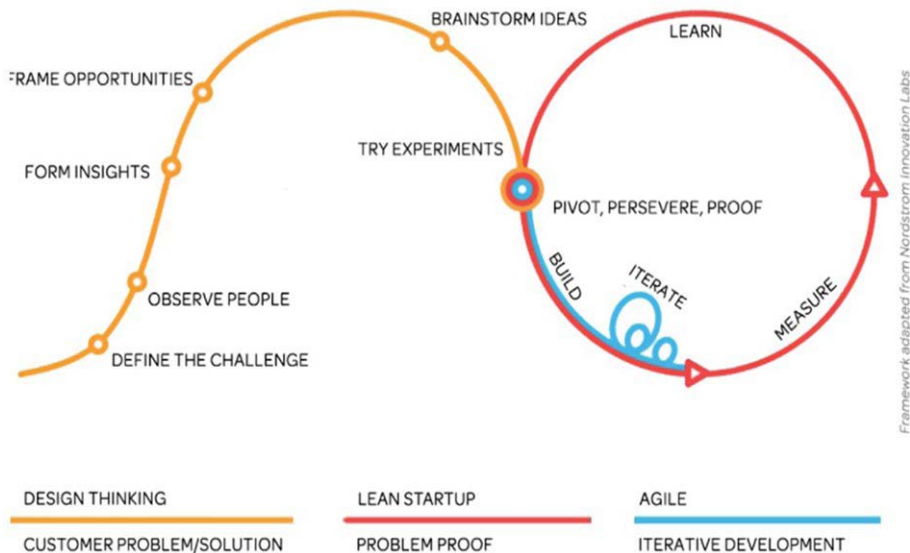 BRAINSTORM IDEAS
LEARN
FRAME OPPORTUNITIES
TRY EXPERIMENTS
FORM INSIGHTS
PIVOT, PERSEVERE, PROOF
BUILD
ITERATE
OBSERVE PEOPLE
MEASURE
DEFINE THE CHALLENGE
Framework adapted from Nordstrom Innovation Labs
DESIGN THINKING
CUSTOMER PROBLEM/SOLUTION
LEAN STARTUP
PROBLEM PROOF
AGILE
ITERATIVE DEVELOPMENT